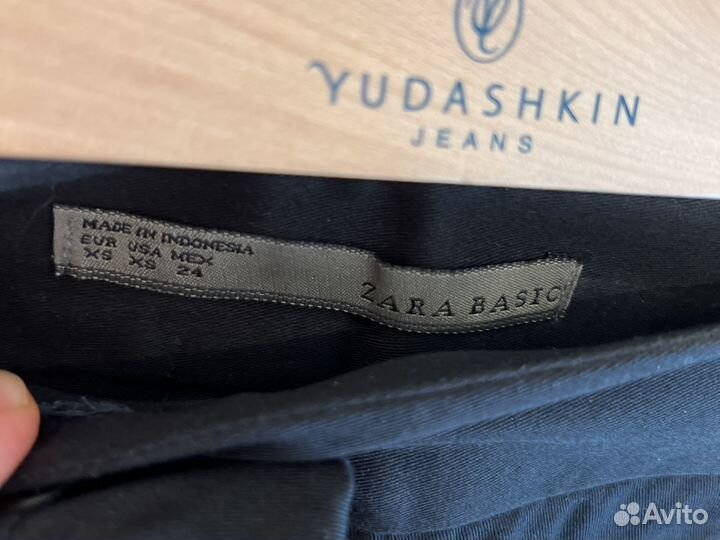 YUDASHKIN
JEANS
MADE IN INDONESIA
EUR USA MEX
XS XS 24
ZARA BASIC
Avito